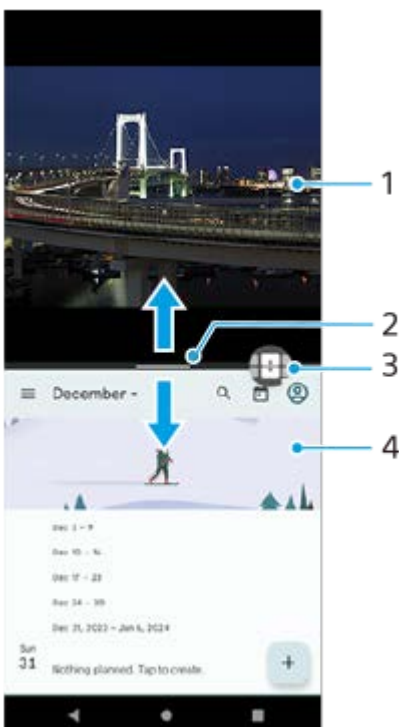 1
2
3
December
4
Dec 3 – 9
Dec 10 – 16
Dec 17 – 23
Dec 24 – 30
Dec 31, 2023 – Jan 6, 2024
Sun
31 Nothing planned. Tap to create.